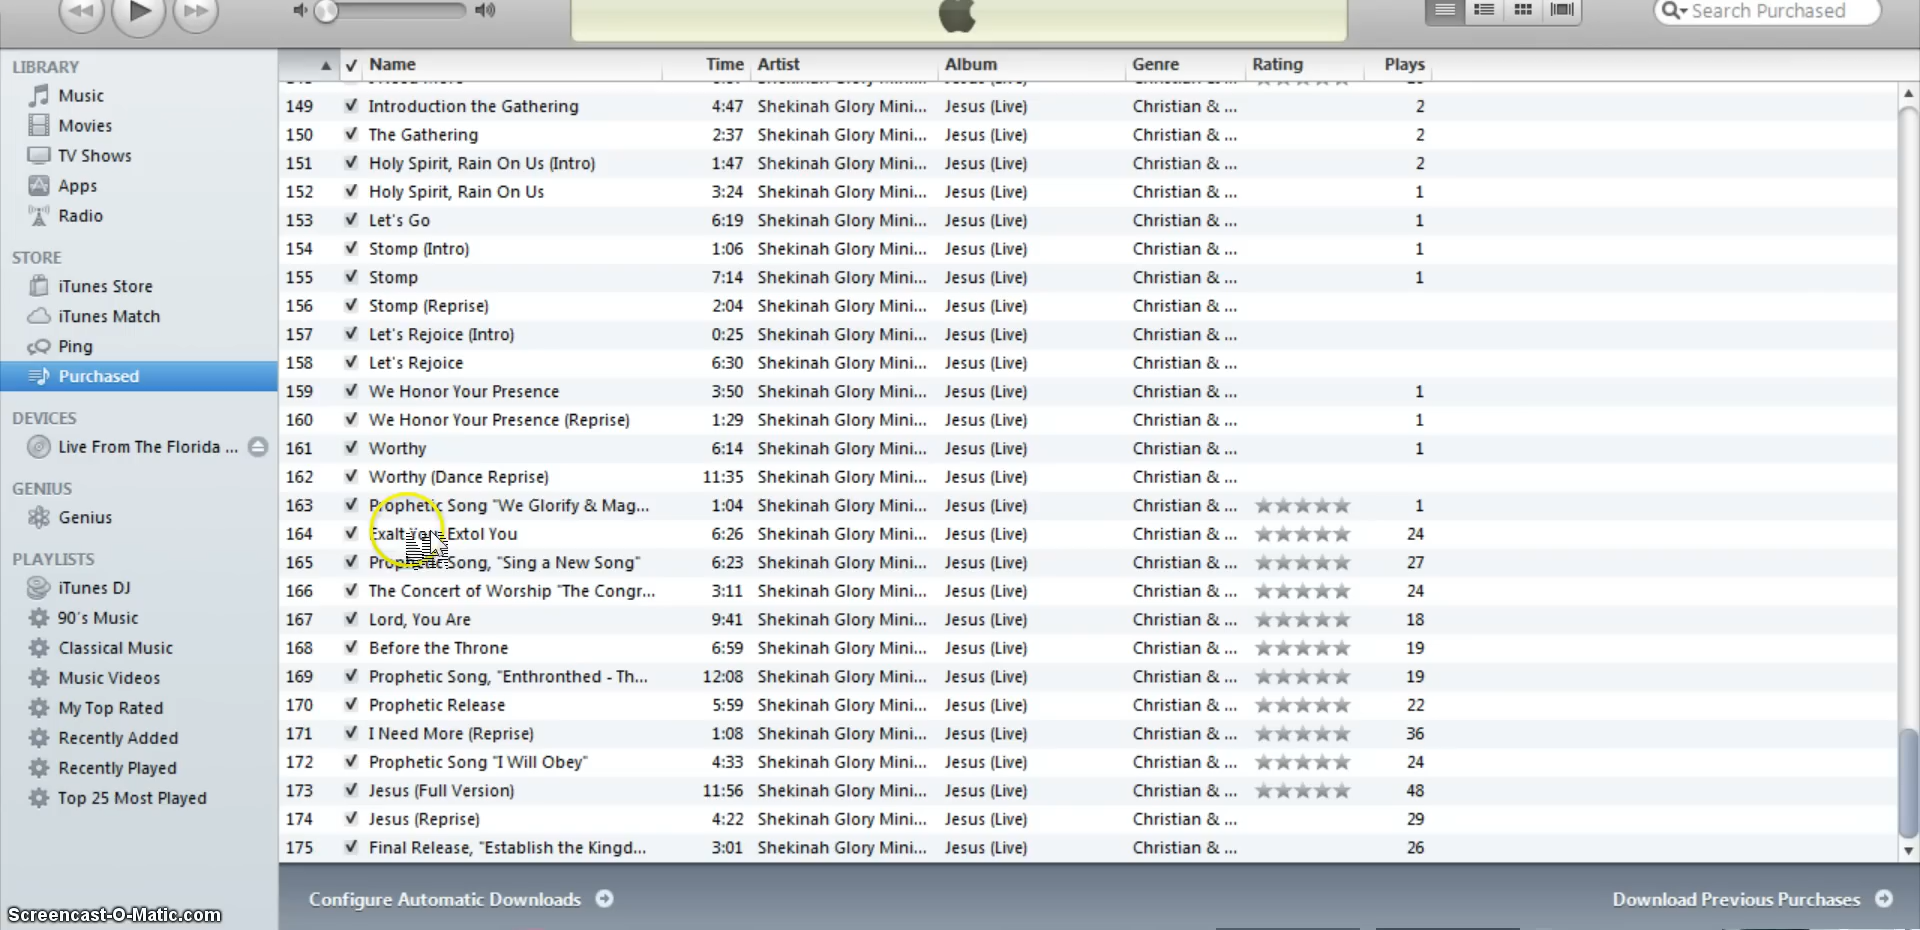 Search Purchased
LIBRARY
Music
Movies
TV Shows
Apps
Radio
STORE
iTunes Store
iTunes Match
Ping
Purchased
DEVICES
Live From The Florida ...
GENIUS
Genius
PLAYLISTS
iTunes DJ
90's Music
Classical Music
Music Videos
My Top Rated
Recently Added
Recently Played
Top 25 Most Played
Name Time Artist Album Genre Rating Plays
149 Introduction the Gathering 4:47 Shekinah Glory Mini... Jesus (Live) Christian & ... 2
150 The Gathering 2:37 Shekinah Glory Mini... Jesus (Live) Christian & ... 2
151 Holy Spirit, Rain On Us (Intro) 1:47 Shekinah Glory Mini... Jesus (Live) Christian & ... 2
152 Holy Spirit, Rain On Us 3:24 Shekinah Glory Mini... Jesus (Live) Christian & ... 1
153 Let's Go 6:19 Shekinah Glory Mini... Jesus (Live) Christian & ... 1
154 Stomp (Intro) 1:06 Shekinah Glory Mini... Jesus (Live) Christian & ... 1
155 Stomp 7:14 Shekinah Glory Mini... Jesus (Live) Christian & ... 1
156 Stomp (Reprise) 2:04 Shekinah Glory Mini... Jesus (Live) Christian & ...
157 Let's Rejoice (Intro) 0:25 Shekinah Glory Mini... Jesus (Live) Christian & ...
158 Let's Rejoice 6:30 Shekinah Glory Mini... Jesus (Live) Christian & ...
159 We Honor Your Presence 3:50 Shekinah Glory Mini... Jesus (Live) Christian & ... 1
160 We Honor Your Presence (Reprise) 1:29 Shekinah Glory Mini... Jesus (Live) Christian & ... 1
161 Worthy 6:14 Shekinah Glory Mini... Jesus (Live) Christian & ... 1
162 Worthy (Dance Reprise) 11:35 Shekinah Glory Mini... Jesus (Live) Christian & ...
163 Prophetic Song "We Glorify & Mag... 1:04 Shekinah Glory Mini... Jesus (Live) Christian & ... 1
164 Exalt Extol You 6:26 Shekinah Glory Mini... Jesus (Live) Christian & ... 24
165 Prophetic Song, "Sing a New Song" 6:23 Shekinah Glory Mini... Jesus (Live) Christian & ... 27
166 The Concert of Worship "The Congr... 3:11 Shekinah Glory Mini... Jesus (Live) Christian & ... 24
167 Lord, You Are 9:41 Shekinah Glory Mini... Jesus (Live) Christian & ... 18
168 Before the Throne 6:59 Shekinah Glory Mini... Jesus (Live) Christian & ... 19
169 Prophetic Song, "Enthronthed - Th... 12:08 Shekinah Glory Mini... Jesus (Live) Christian & ... 19
170 Prophetic Release 5:59 Shekinah Glory Mini... Jesus (Live) Christian & ... 22
171 I Need More (Reprise) 1:08 Shekinah Glory Mini... Jesus (Live) Christian & ... 36
172 Prophetic Song "I Will Obey" 4:33 Shekinah Glory Mini... Jesus (Live) Christian & ... 24
173 Jesus (Full Version) 11:56 Shekinah Glory Mini... Jesus (Live) Christian & ... 48
174 Jesus (Reprise) 4:22 Shekinah Glory Mini... Jesus (Live) Christian & ... 29
175 Final Release, "Establish the Kingd... 3:01 Shekinah Glory Mini... Jesus (Live) Christian & ... 26
Configure Automatic Downloads
Download Previous Purchases
Screencast-O-Matic.com